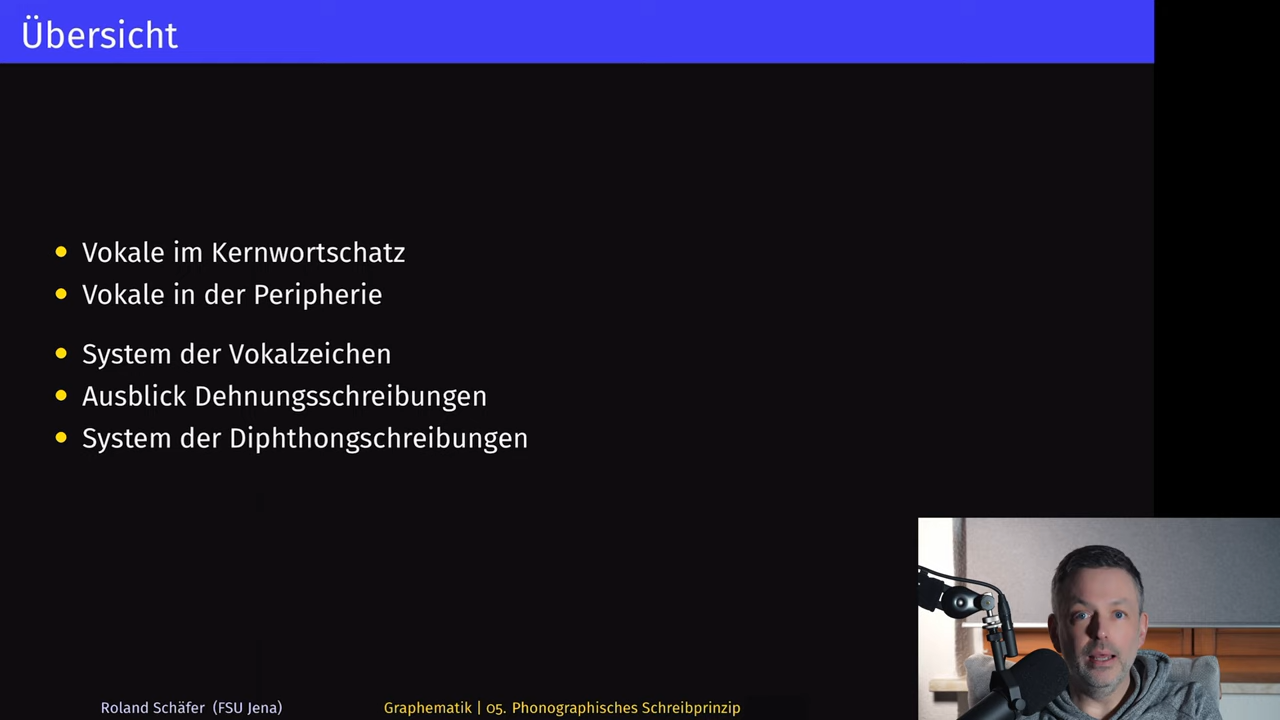 Übersicht
Vokale im Kernwortschatz
Vokale in der Peripherie
System der Vokalzeichen
Ausblick Dehnungsschreibungen
System der Diphthongschreibungen
Roland Schäfer (FSU Jena)
Graphematik | 05. Phonographisches Schreibprinzip